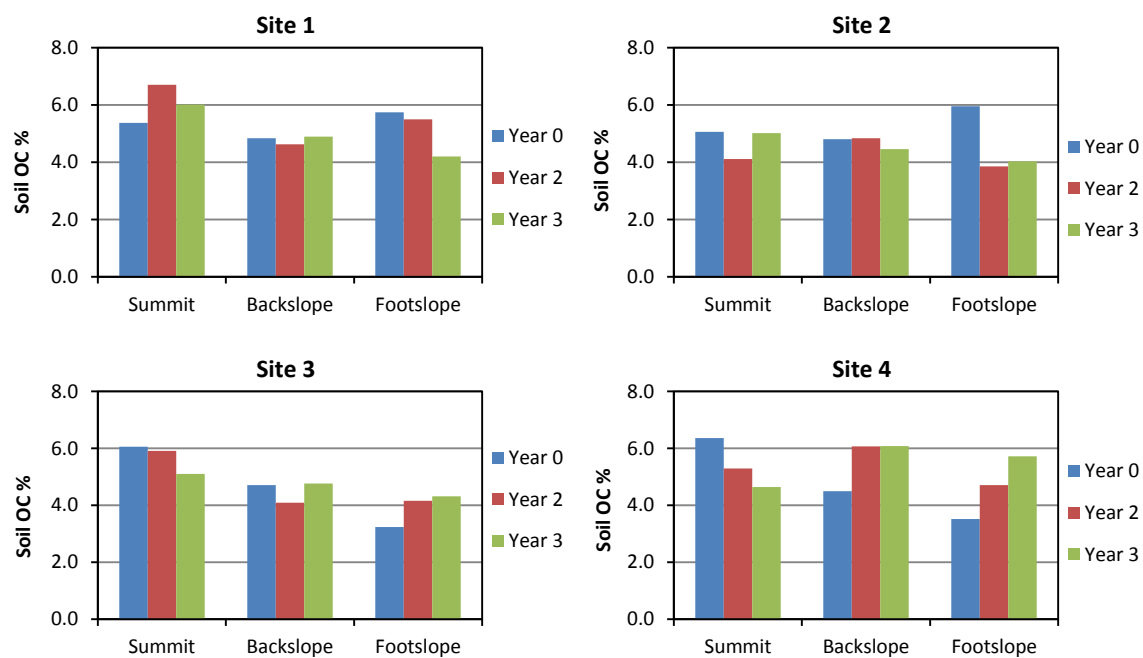 Site 1
8.0
6.0
4.0
2.0
0.0
Soil OC %
Summit Backslope Footslope
Year 0
Year 2
Year 3
Site 2
8.0
6.0
4.0
2.0
0.0
Soil OC %
Summit Backslope Footslope
Year 0
Year 2
Year 3
Site 3
8.0
6.0
4.0
2.0
0.0
Soil OC %
Summit Backslope Footslope
Year 0
Year 2
Year 3
Site 4
8.0
6.0
4.0
2.0
0.0
Soil OC %
Summit Backslope Footslope
Year 0
Year 2
Year 3